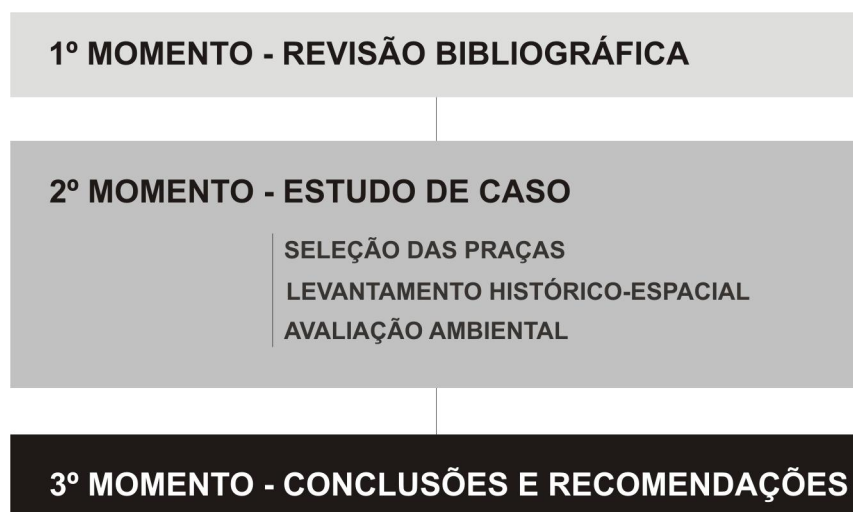 1º MOMENTO - REVISÃO BIBLIOGRÁFICA
2º MOMENTO - ESTUDO DE CASO
SELEÇÃO DAS PRAÇAS
LEVANTAMENTO HISTÓRICO-ESPACIAL
AVALIAÇÃO AMBIENTAL
3º MOMENTO - CONCLUSÕES E RECOMENDAÇÕES